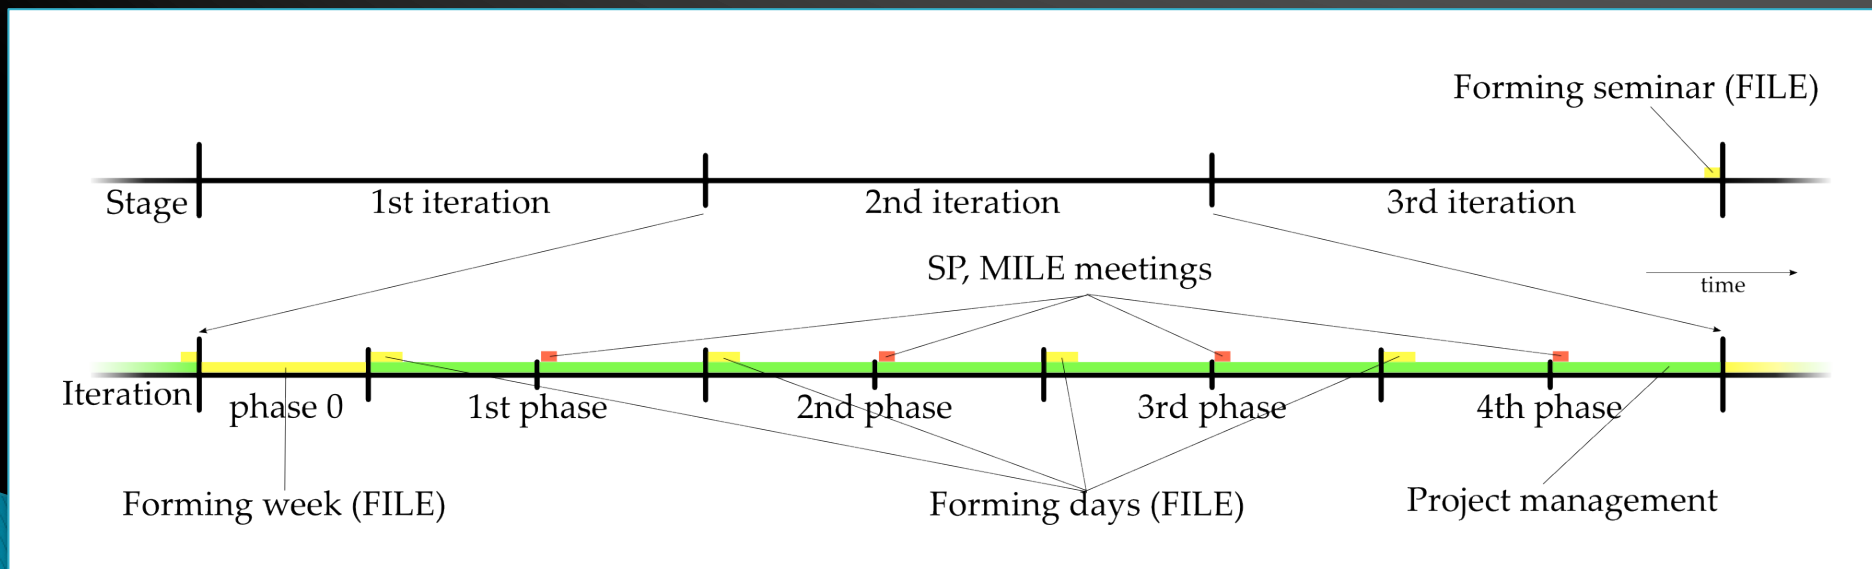 Forming seminar (FILE)
Stage
1st iteration
2nd iteration
3rd iteration
SP, MILE meetings
time
Iteration
phase 0
1st phase
2nd phase
3rd phase
4th phase
Forming week (FILE)
Forming days (FILE)
Project management